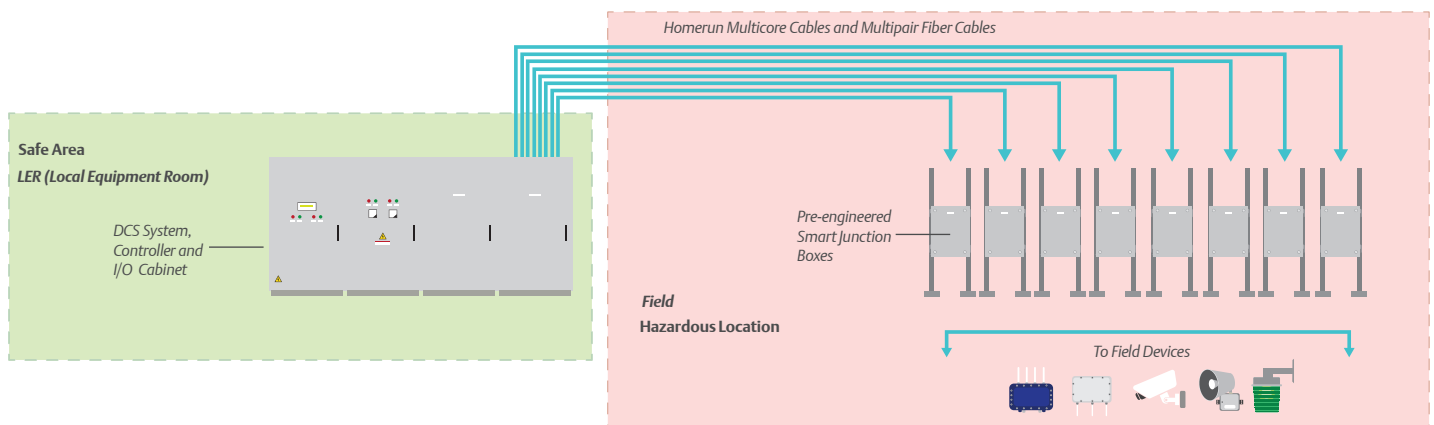 Homerun Multicore Cables and Multipair Fiber Cables
Safe Area
LER (Local Equipment Room)
DCS System,
Controller and
I/O Cabinet
Pre-engineered
Smart Junction
Boxes
Field
Hazardous Location
To Field Devices